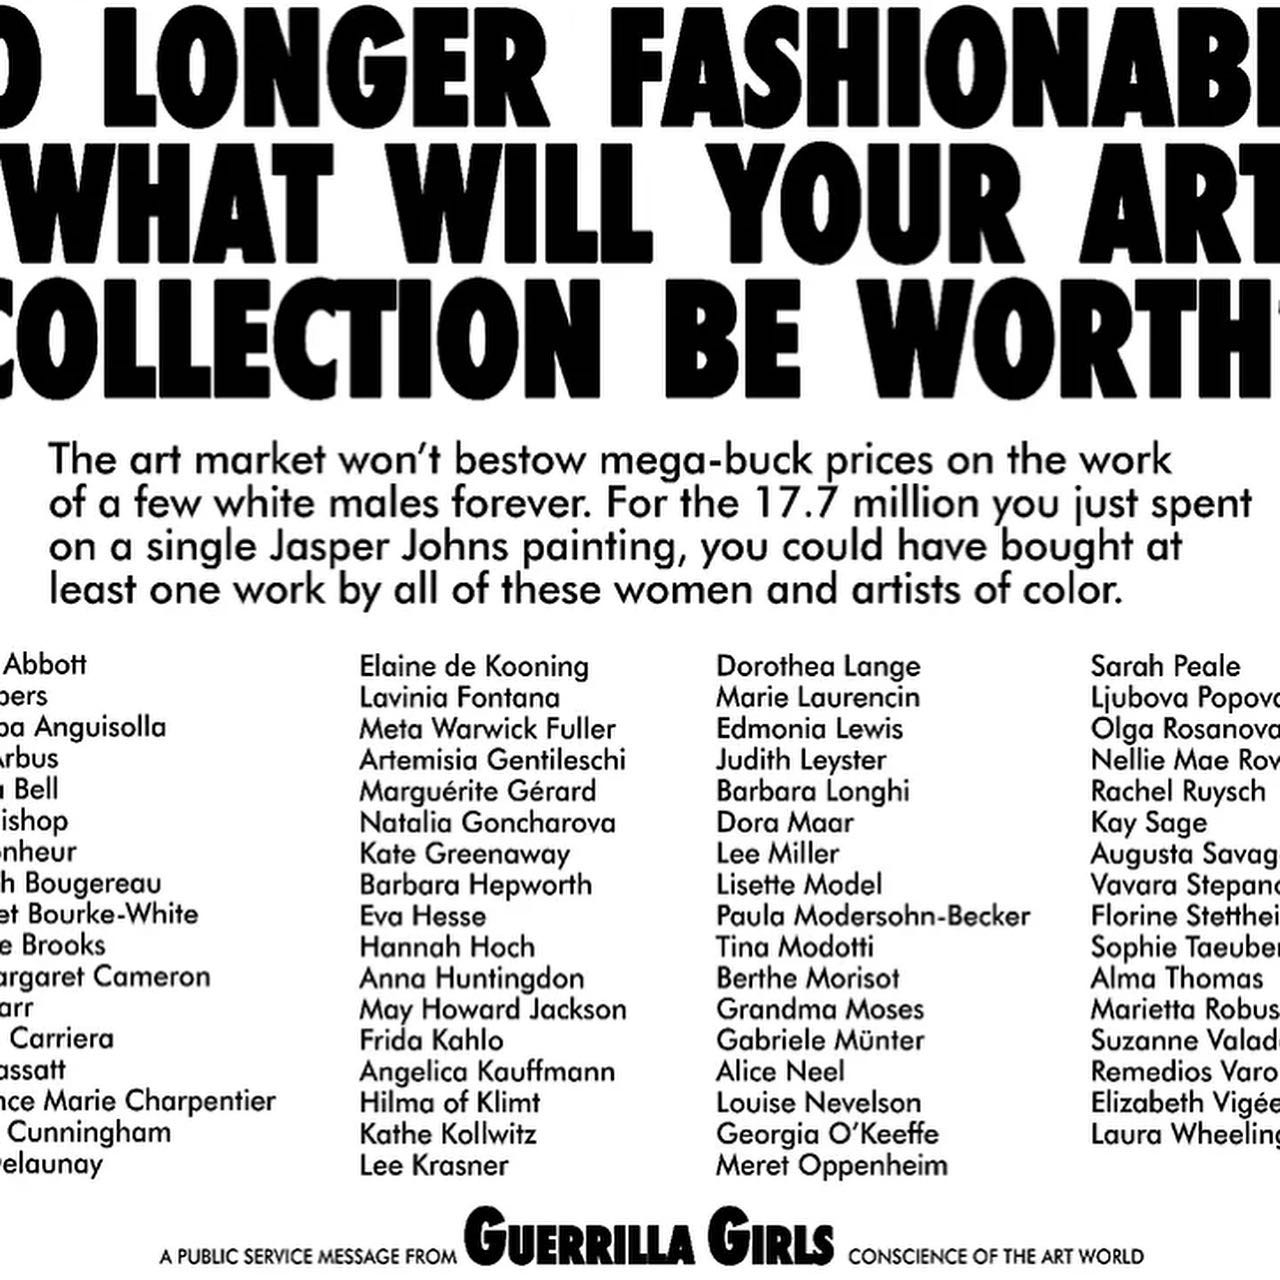 O LONGER FASHIONABL
WHAT WILL YOUR ART
COLLECTION BE WORTH?
The art market won’t bestow mega-buck prices on the work
of a few white males forever. For the 17.7 million you just spent
on a single Jasper Johns painting, you could have bought at
least one work by all of these women and artists of color.
Abbott
bers
ba Anguisolla
Arbus
Bell
ishop
onheur
h Bougereau
et Bourke-White
e Brooks
argaret Cameron
arr
Carriera
assatt
nce Marie Charpentier
Cunningham
Delaunay
Elaine de Kooning
Lavinia Fontana
Meta Warwick Fuller
Artemisia Gentileschi
Marguérite Gérard
Natalia Goncharova
Kate Greenaway
Barbara Hepworth
Eva Hesse
Hannah Hoch
Anna Huntingdon
May Howard Jackson
Frida Kahlo
Angelica Kauffmann
Hilma of Klimt
Kathe Kollwitz
Lee Krasner
Dorothea Lange
Marie Laurencin
Edmonia Lewis
Judith Leyster
Barbara Longhi
Dora Maar
Lee Miller
Lisette Model
Paula Modersohn-Becker
Tina Modotti
Berthe Morisot
Grandma Moses
Gabriele Münter
Alice Neel
Louise Nevelson
Georgia O’Keeffe
Meret Oppenheim
Sarah Peale
Ljubova Popova
Olga Rosanova
Nellie Mae Row
Rachel Ruysch
Kay Sage
Augusta Savag
Vavara Stepano
Florine Stetthei
Sophie Taeuber
Alma Thomas
Marietta Robus
Suzanne Valad
Remedios Varo
Elizabeth Vigée
Laura Wheeling
A PUBLIC SERVICE MESSAGE FROM GUERRILLA GIRLS CONSCIENCE OF THE ART WORLD